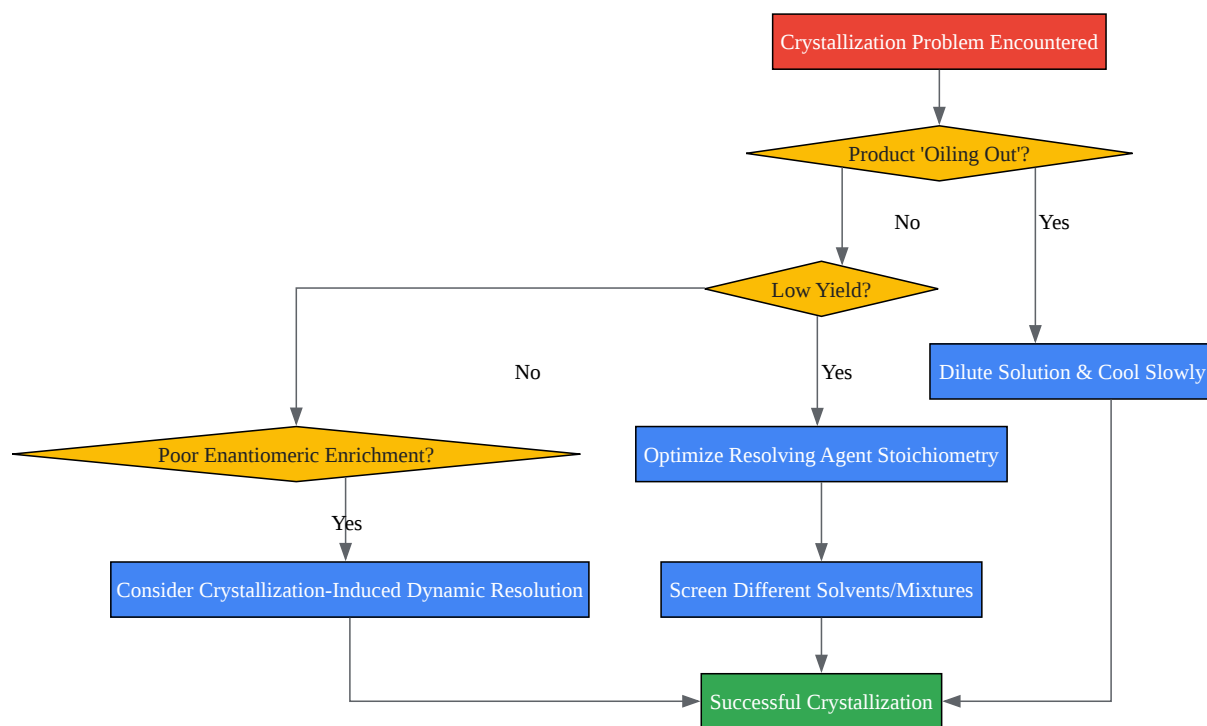 Crystallization Problem Encountered
Product 'Oiling Out'?
No
Yes
Low Yield?
Dilute Solution & Cool Slowly
No
Yes
Poor Enantiomeric Enrichment?
Optimize Resolving Agent Stoichiometry
Yes
Consider Crystallization-Induced Dynamic Resolution
Screen Different Solvents/Mixtures
Successful Crystallization